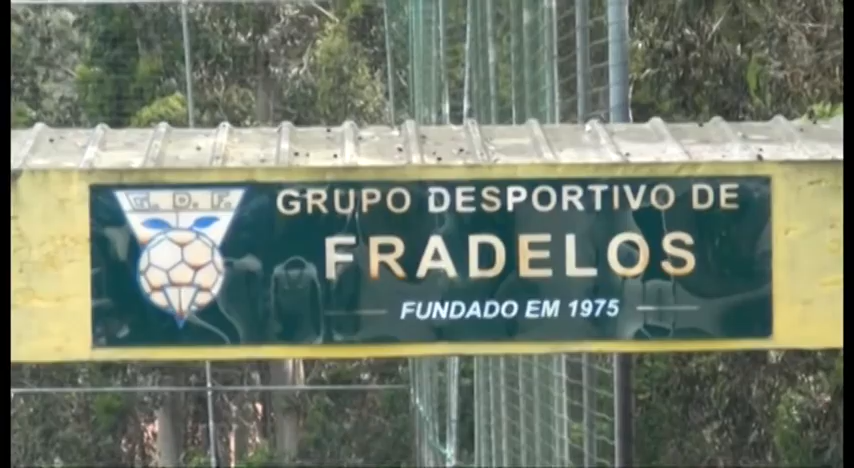 G. D. F.
GRUPO DESPORTIVO DE
FRADELOS
FUNDADO EM 1975